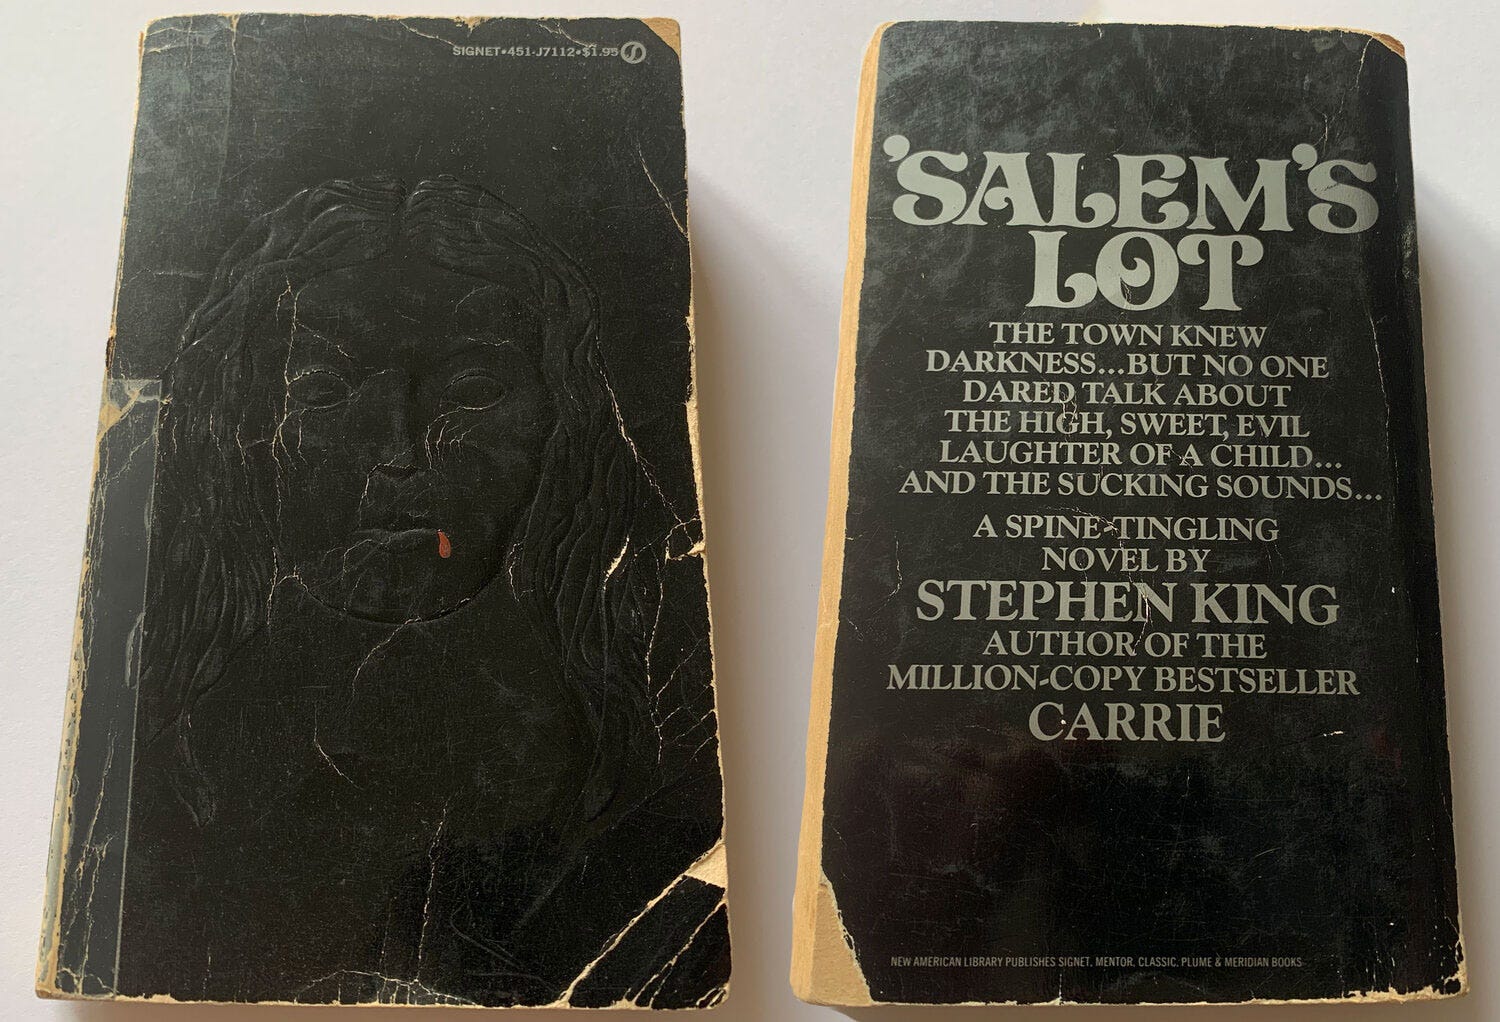 SIGNET•451-J7112•$1.95
'SALEM'S
LOT
THE TOWN KNEW
DARKNESS...BUT NO ONE
DARED TALK ABOUT
THE HIGH, SWEET, EVIL
LAUGHTER OF A CHILD...
AND THE SUCKING SOUNDS...
A SPINE-TINGLING
NOVEL BY
STEPHEN KING
AUTHOR OF THE
MILLION-COPY BESTSELLER
CARRIE
NEW AMERICAN LIBRARY PUBLISHES SIGNET, MENTOR, CLASSIC, PLUME & MERIDIAN BOOKS